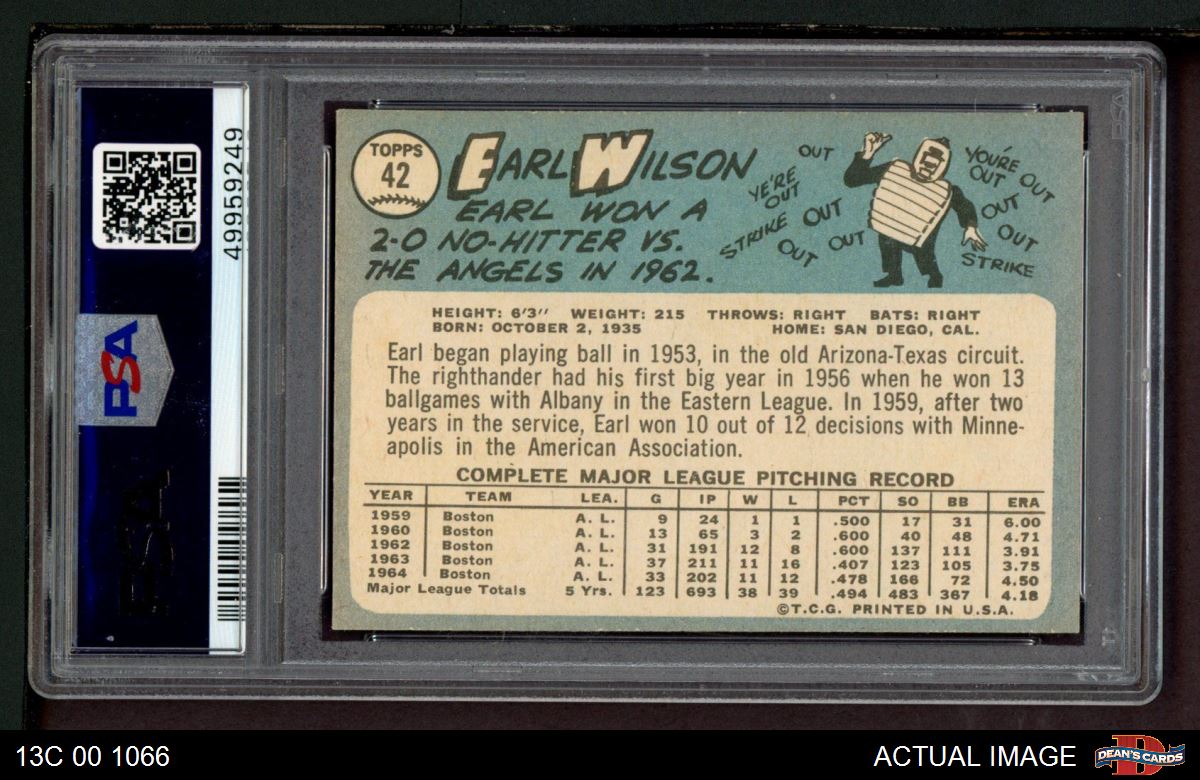 49959249
PSA
TOPPS
42
EARL WILSON
EARL WON A
2-0 NO-HITTER VS.
THE ANGELS IN 1962.
OUT
YE'RE
OUT
STRIKE OUT
OUT OUT
YOU'RE
OUT OUT
OUT
OUT
STRIKE
HEIGHT: 6'3" WEIGHT: 215 THROWS: RIGHT BATS: RIGHT
BORN: OCTOBER 2, 1935 HOME: SAN DIEGO, CAL.
Earl began playing ball in 1953, in the old Arizona-Texas circuit.
The righthander had his first big year in 1956 when he won 13
ballgames with Albany in the Eastern League. In 1959, after two
years in the service, Earl won 10 out of 12 decisions with Minne-
apolis in the American Association.
COMPLETE MAJOR LEAGUE PITCHING RECORD
YEAR TEAM LEA. G IP W L PCT SO BB ERA
1959 Boston A. L. 9 24 1 1 .500 17 31 6.00
1960 Boston A. L. 13 65 3 2 .600 40 48 4.71
1962 Boston A. L. 31 191 12 8 .600 137 111 3.91
1963 Boston A. L. 37 211 11 16 .407 123 105 3.75
1964 Boston A. L. 33 202 11 12 .478 166 72 4.50
Major League Totals 5 Yrs. 123 693 38 39 .494 483 367 4.18
©T.C.G. PRINTED IN U.S.A.
13C 00 1066
ACTUAL IMAGE
DEAN'S CARDS